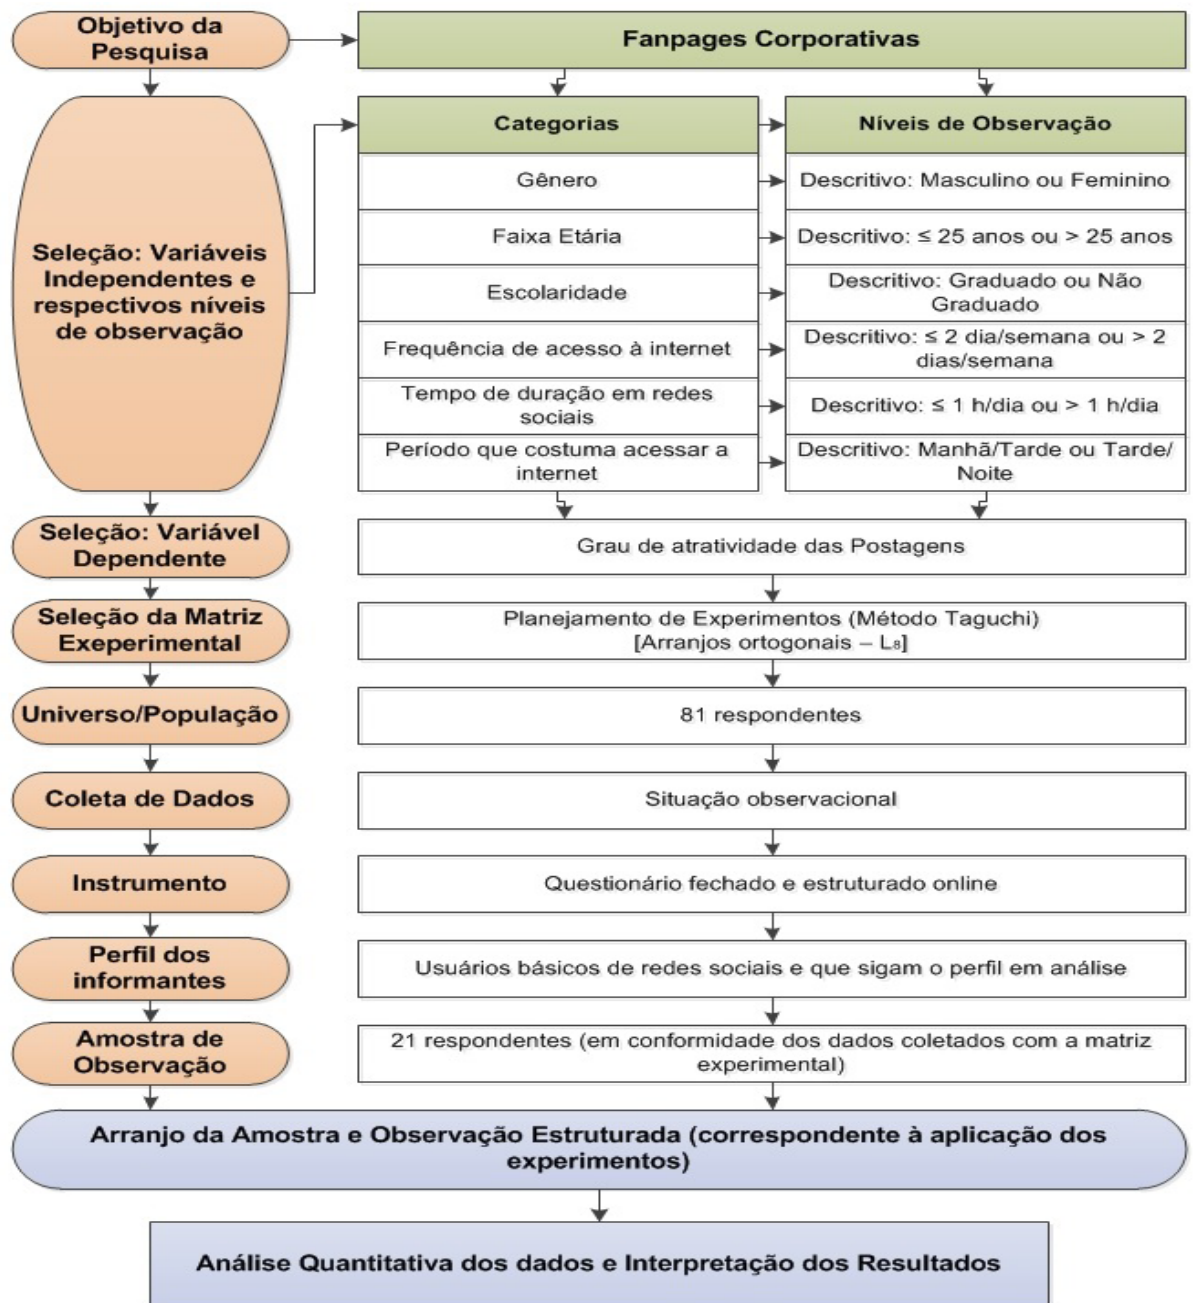 Objetivo da
Pesquisa
Fanpages Corporativas
Seleção: Variáveis
Independentes e
respectivos níveis
de observação
Categorias
Níveis de Observação
Gênero
Descritivo: Masculino ou Feminino
Faixa Etária
Descritivo: ≤ 25 anos ou > 25 anos
Escolaridade
Descritivo: Graduado ou Não
Graduado
Frequência de acesso à internet
Descritivo: ≤ 2 dia/semana ou > 2
dias/semana
Tempo de duração em redes
sociais
Descritivo: ≤ 1 h/dia ou > 1 h/dia
Período que costuma acessar a
internet
Descritivo: Manhã/Tarde ou Tarde/
Noite
Seleção: Variável
Dependente
Grau de atratividade das Postagens
Seleção da Matriz
Exeperimental
Planejamento de Experimentos (Método Taguchi)
[Arranjos ortogonais – L₈]
Universo/População
81 respondentes
Coleta de Dados
Situação observacional
Instrumento
Questionário fechado e estruturado online
Perfil dos
informantes
Usuários básicos de redes sociais e que sigam o perfil em análise
Amostra de
Observação
21 respondentes (em conformidade dos dados coletados com a matriz
experimental)
Arranjo da Amostra e Observação Estruturada (correspondente à aplicação dos
experimentos)
Análise Quantitativa dos dados e Interpretação dos Resultados